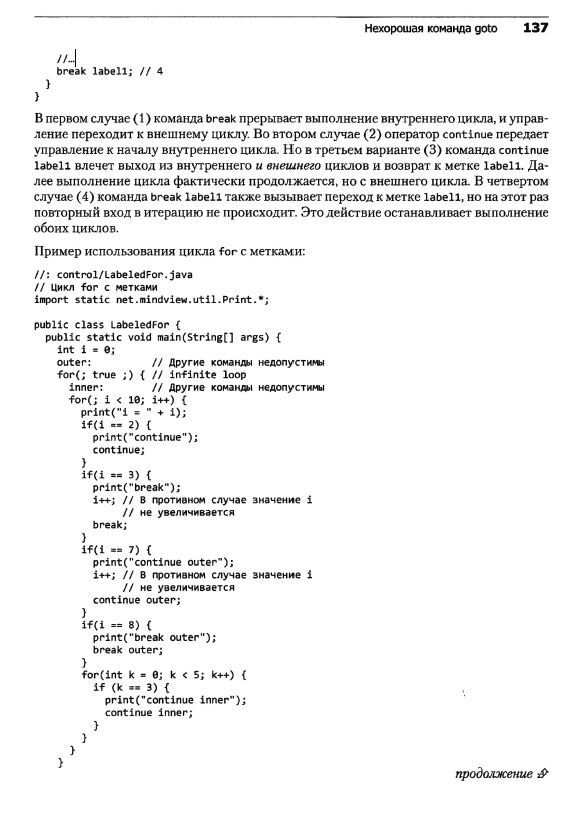 Нехорошая команда goto 137
//…
break label1; // 4
}
}
В первом случае (1) команда break прерывает выполнение внутреннего цикла, и управ-
ление переходит к внешнему циклу. Во втором случае (2) оператор continue передает
управление к началу внутреннего цикла. Но в третьем варианте (3) команда continue
label1 влечет выход из внутреннего и внешнего циклов и возврат к метке label1. Да-
лее выполнение цикла фактически продолжается, но с внешнего цикла. В четвертом
случае (4) команда break label1 также вызывает переход к метке label1, но на этот раз
повторный вход в итерацию не происходит. Это действие останавливает выполнение
обоих циклов.
Пример использования цикла for с метками:
//: control/LabeledFor.java
// Цикл for с метками
import static net.mindview.util.Print.*;
public class LabeledFor {
public static void main(String[] args) {
int i = 0;
outer: // Другие команды недопустимы
for(; true ;) { // infinite loop
inner: // Другие команды недопустимы
for(; i < 10; i++) {
print("i = " + i);
if(i == 2) {
print("continue");
continue;
}
if(i == 3) {
print("break");
i++; // В противном случае значение i
// не увеличивается
break;
}
if(i == 7) {
print("continue outer");
i++; // В противном случае значение i
// не увеличивается
continue outer;
}
if(i == 8) {
print("break outer");
break outer;
}
for(int k = 0; k < 5; k++) {
if (k == 3) {
print("continue inner");
continue inner;
}
}
}
}
продолжение